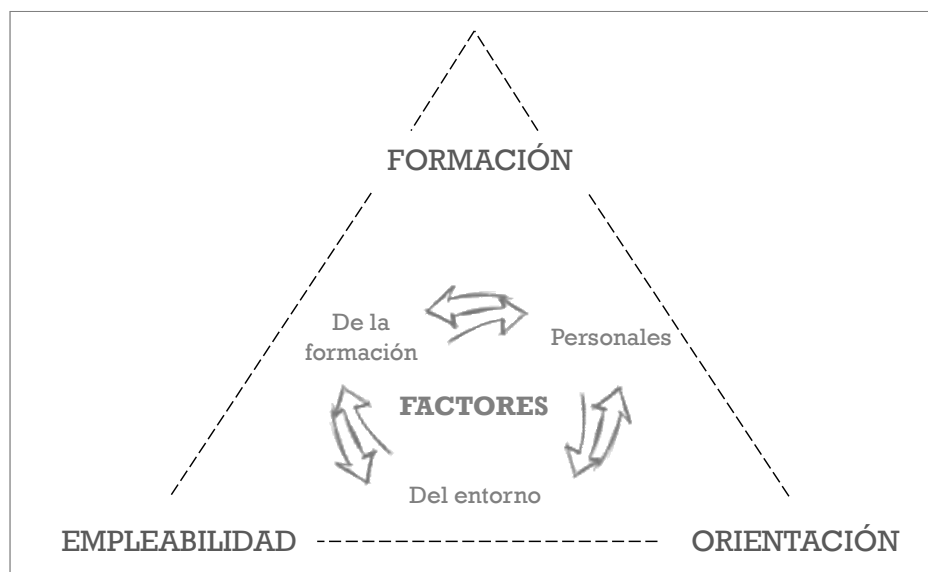 FORMACIÓN
De la
formación
Personales
FACTORES
Del entorno
EMPLEABILIDAD
ORIENTACIÓN